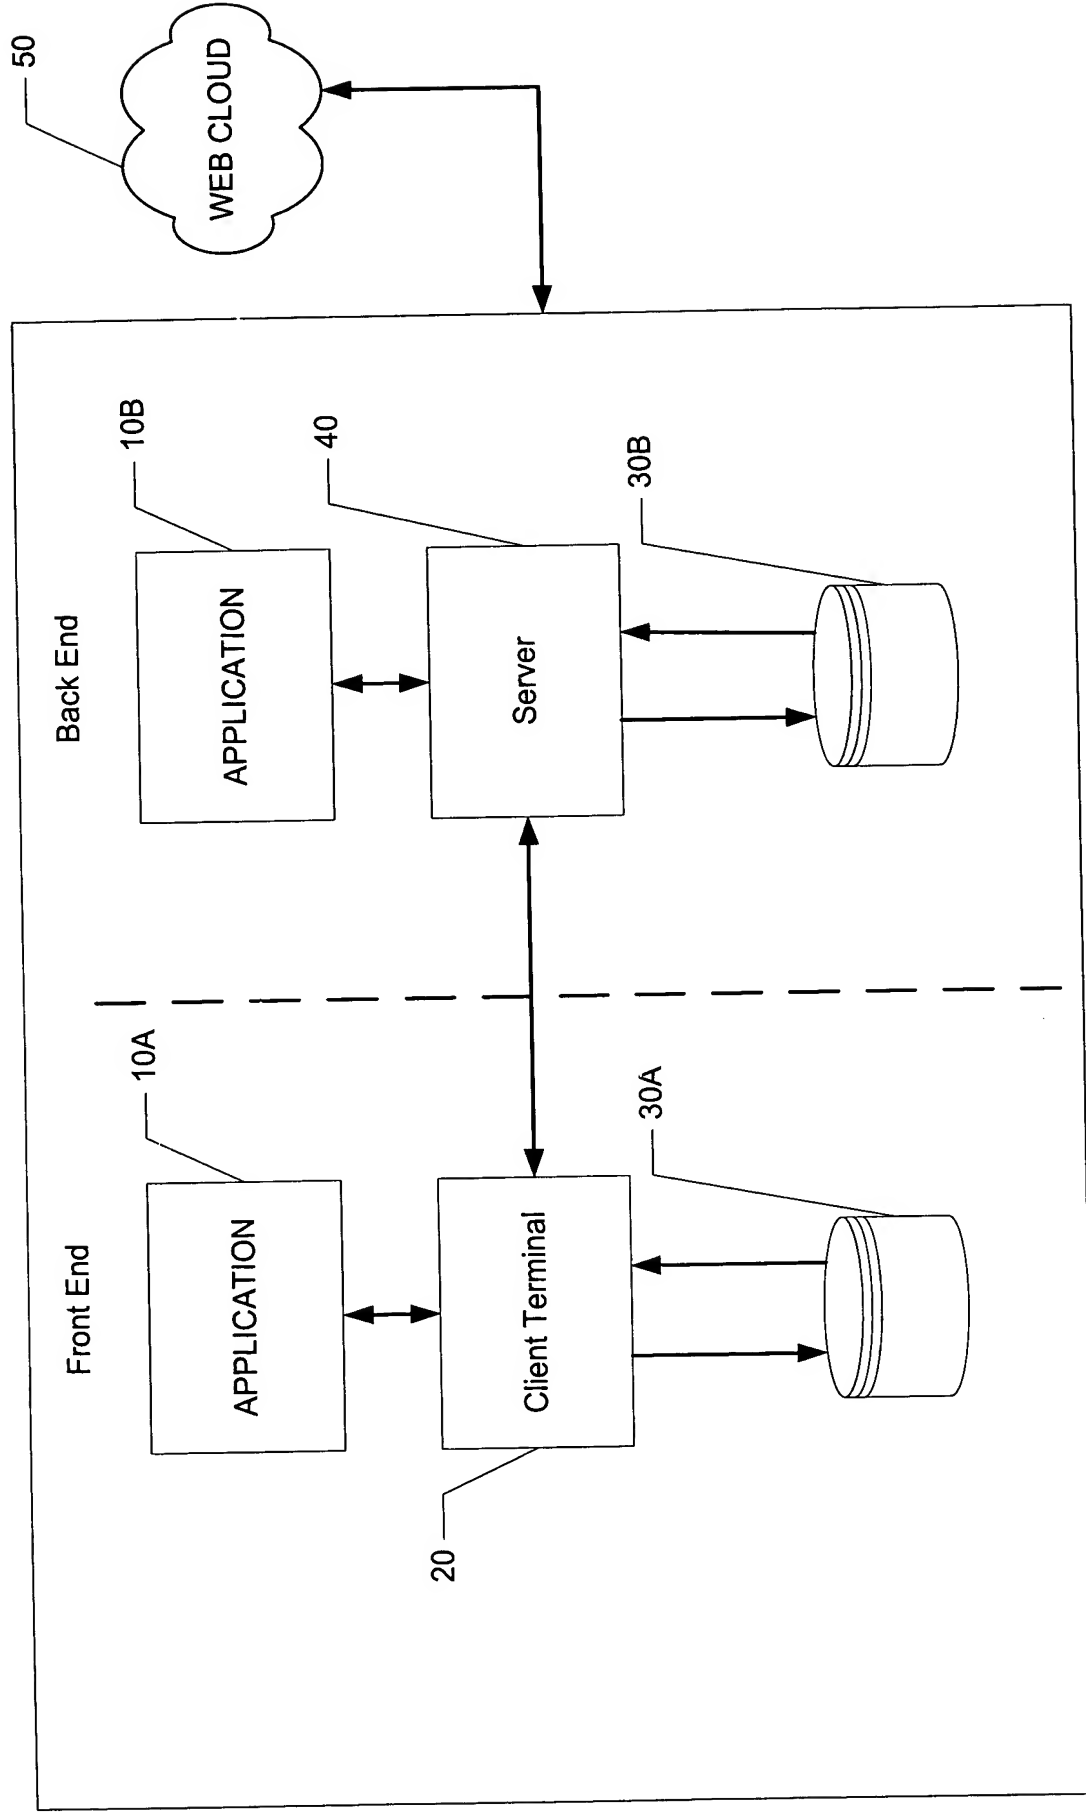 Front End
Back End
50
WEB CLOUD
10A
10B
APPLICATION
APPLICATION
40
20
Client Terminal
Server
30A
30B